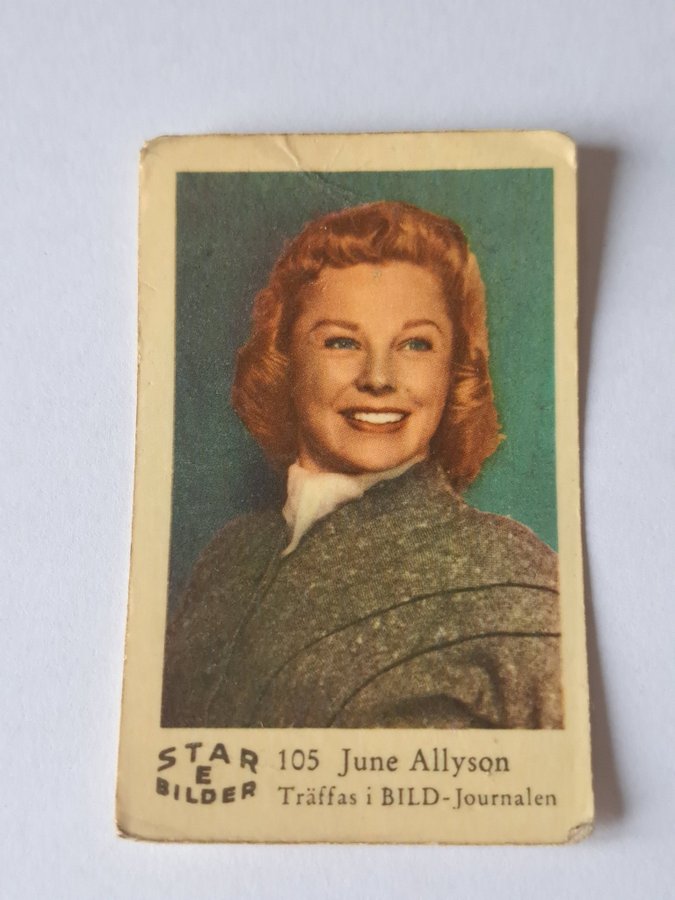 STAR
E
BILDER
105 June Allyson
Träffas i BILD-Journalen